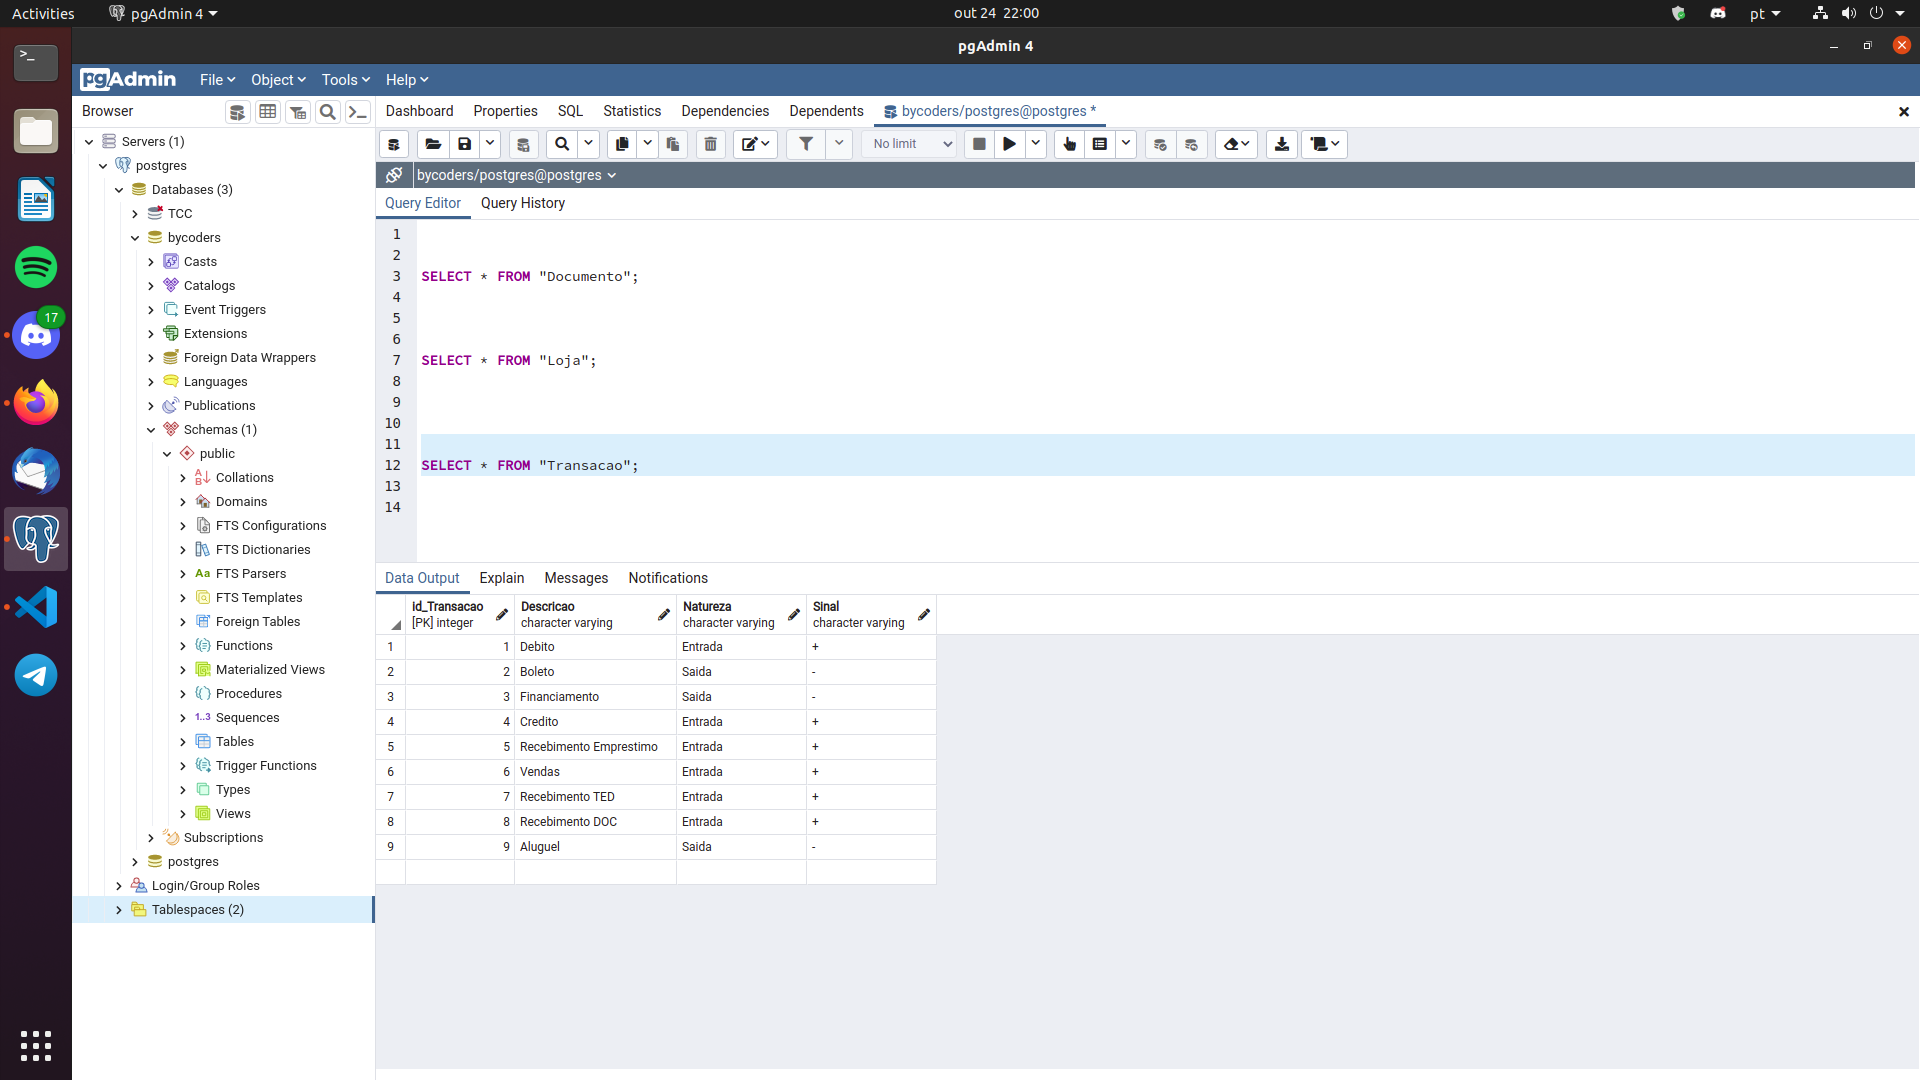 Activities
pgAdmin 4
out 24 22:00
pt
pgAdmin 4
pgAdmin
File
Object
Tools
Help
Browser
Dashboard
Properties
SQL
Statistics
Dependencies
Dependents
bycoders/postgres@postgres *
No limit
bycoders/postgres@postgres
Query Editor
Query History
17
Servers (1)
postgres
Databases (3)
TCC
bycoders
Casts
Catalogs
Event Triggers
Extensions
Foreign Data Wrappers
Languages
Publications
Schemas (1)
public
Collations
Domains
FTS Configurations
FTS Dictionaries
FTS Parsers
FTS Templates
Foreign Tables
Functions
Materialized Views
Procedures
1..3 Sequences
Tables
Trigger Functions
Types
Views
Subscriptions
postgres
Login/Group Roles
Tablespaces (2)
1
2
3 SELECT * FROM "Documento";
4
5
6
7 SELECT * FROM "Loja";
8
9
10
11
12 SELECT * FROM "Transacao";
13
14
Data Output
Explain
Messages
Notifications
id_Transacao Descricao Natureza Sinal
[PK] integer character varying character varying character varying
1 1 Debito Entrada +
2 2 Boleto Saida -
3 3 Financiamento Saida -
4 4 Credito Entrada +
5 5 Recebimento Emprestimo Entrada +
6 6 Vendas Entrada +
7 7 Recebimento TED Entrada +
8 8 Recebimento DOC Entrada +
9 9 Aluguel Saida -